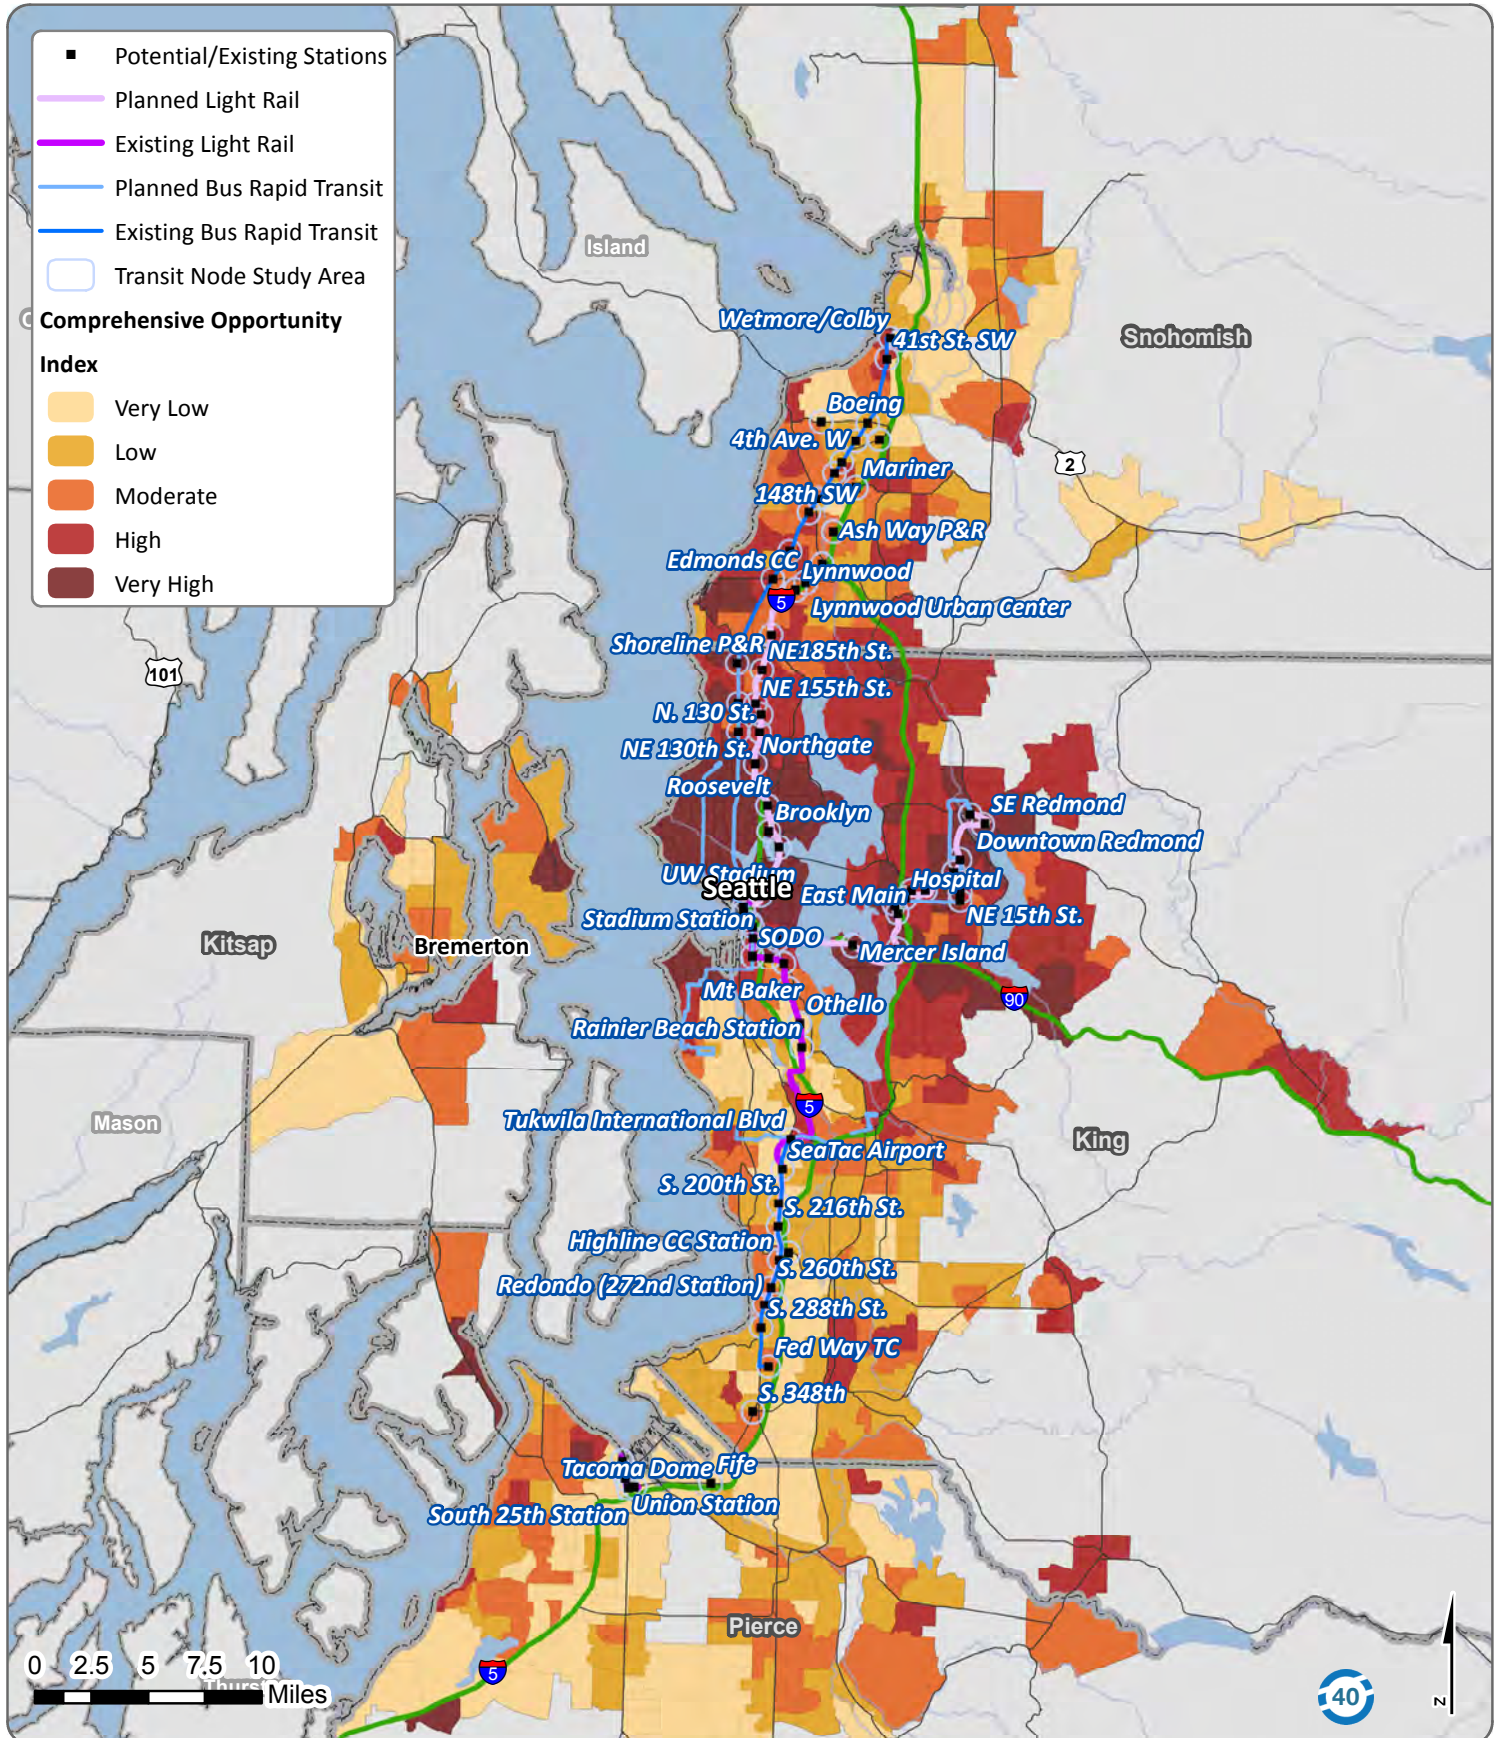 Potential/Existing Stations
Planned Light Rail
Existing Light Rail
Planned Bus Rapid Transit
Existing Bus Rapid Transit
Transit Node Study Area
Comprehensive Opportunity
Index
Very Low
Low
Moderate
High
Very High
Island
Snohomish
Wetmore/Colby
41st St. SW
Boeing
4th Ave. W
Mariner
2
148th SW
Ash Way P&R
Edmonds CC
Lynnwood
5
Lynnwood Urban Center
Shoreline P&R
NE185th St.
101
NE 155th St.
N. 130 St.
NE 130th St.
Northgate
Roosevelt
Brooklyn
SE Redmond
Downtown Redmond
UW Stadium
Seattle
East Main
Hospital
Stadium Station
NE 15th St.
SODO
Kitsap
Bremerton
Mercer Island
Mt Baker
Othello
90
Rainier Beach Station
5
Tukwila International Blvd
Mason
King
SeaTac Airport
S. 200th St.
S. 216th St.
Highline CC Station
S. 260th St.
Redondo (272nd Station)
S. 288th St.
Fed Way TC
S. 348th
Tacoma Dome
Fife
Union Station
South 25th Station
Pierce
5
0 2.5 5 7.5 10
Miles
40
N